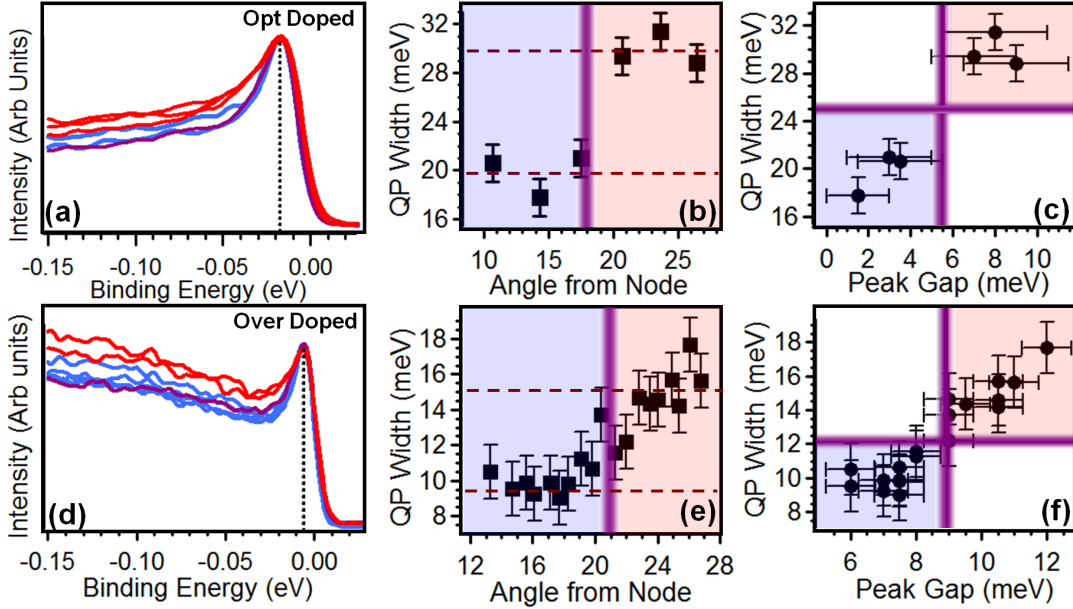 Opt Doped
Intensity (Arb Units)
(a)
-0.15
-0.10
-0.05
0.00
Binding Energy (eV)
32
28
24
20
16
QP Width (meV)
(b)
10
15
20
25
Angle from Node
32
28
24
20
16
QP Width (meV)
(c)
0
2
4
6
8
10
Peak Gap (meV)
Over Doped
Intensity (Arb units)
(d)
-0.15
-0.10
-0.05
0.00
Binding Energy (eV)
18
16
14
12
10
8
QP Width (meV)
(e)
12
14
16
18
20
22
24
26
28
Angle from Node
18
16
14
12
10
8
QP Width (meV)
(f)
6
8
10
12
Peak Gap (meV)